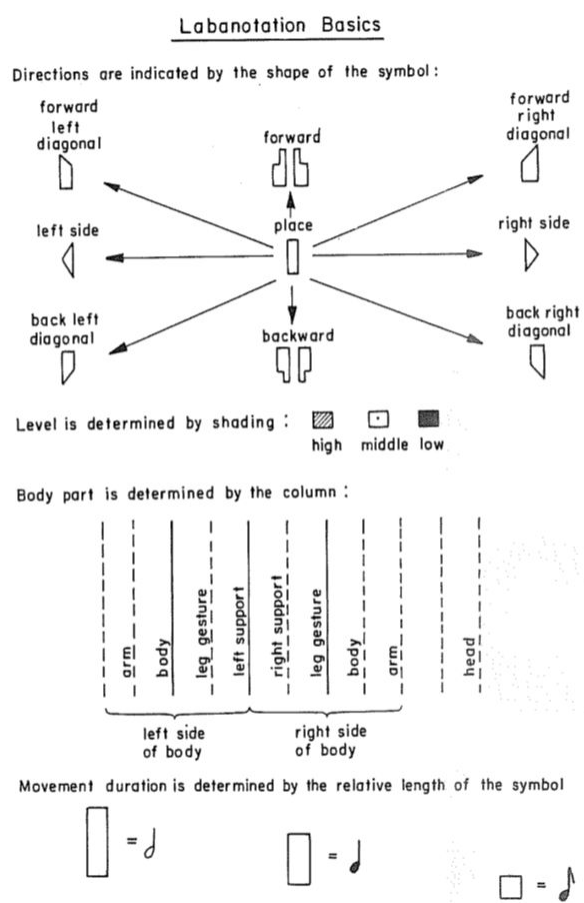 Labanotation Basics
Directions are indicated by the shape of the symbol :
forward
left
diagonal
forward
forward
right
diagonal
left side
place
right side
back left
diagonal
backward
back right
diagonal
Level is determined by shading :
high
middle
low
Body part is determined by the column :
arm
body
leg gesture
left support
right support
leg gesture
body
arm
head
left side
of body
right side
of body
Movement duration is determined by the relative length of the symbol
=
=
=